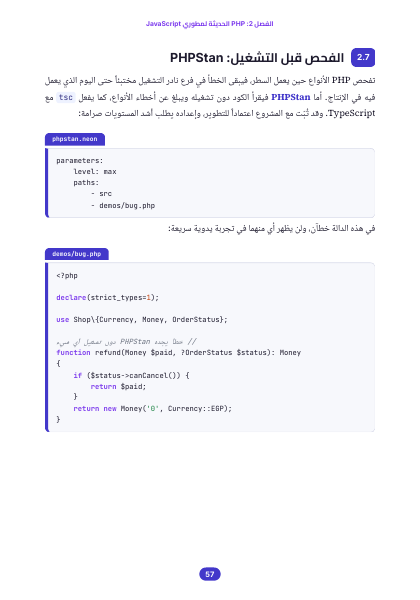 الفصل 2: PHP الحديثة لمطوري JavaScript
2.7 الفحص قبل التشغيل: PHPStan
تفحص PHP الأنواع حين يعمل السطر، فيبقى الخطأ في فرع نادر التشغيل مختبئاً حتى اليوم الذي يعمل
فيه في الإنتاج. أما PHPStan فيقرأ الكود دون تشغيله ويبلغ عن أخطاء الأنواع، كما يفعل tsc مع
TypeScript. وقد ثُبّت مع المشروع اعتماداً للتطوير، وإعداده يطلب أشد المستويات صرامة:
phpstan.neon
parameters:
    level: max
    paths:
        - src
        - demos/bug.php
في هذه الدالة خطآن، ولن يظهر أي منهما في تجربة يدوية سريعة:
demos/bug.php
<?php
declare(strict_types=1);
use Shop\{Currency, Money, OrderStatus};
// خطأ يجده PHPStan دون تشغيل أي شيء
function refund(Money $paid, ?OrderStatus $status): Money
{
    if ($status->canCancel()) {
        return $paid;
    }
    return new Money('0', Currency::EGP);
}
57